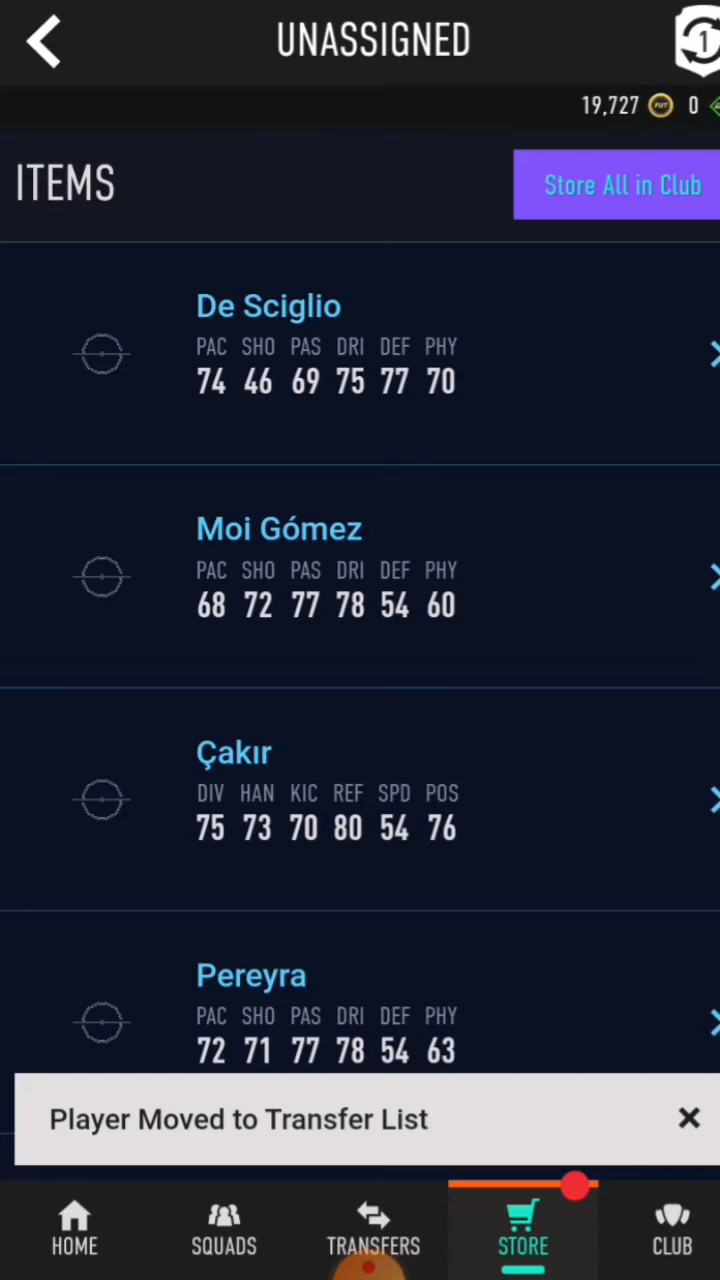 UNASSIGNED
1
19,727 FUT 0
ITEMS
Store All in Club
De Sciglio
PAC SHO PAS DRI DEF PHY
74 46 69 75 77 70
Moi Gómez
PAC SHO PAS DRI DEF PHY
68 72 77 78 54 60
Çakır
DIV HAN KIC REF SPD POS
75 73 70 80 54 76
Pereyra
PAC SHO PAS DRI DEF PHY
72 71 77 78 54 63
Player Moved to Transfer List
HOME SQUADS TRANSFERS STORE CLUB